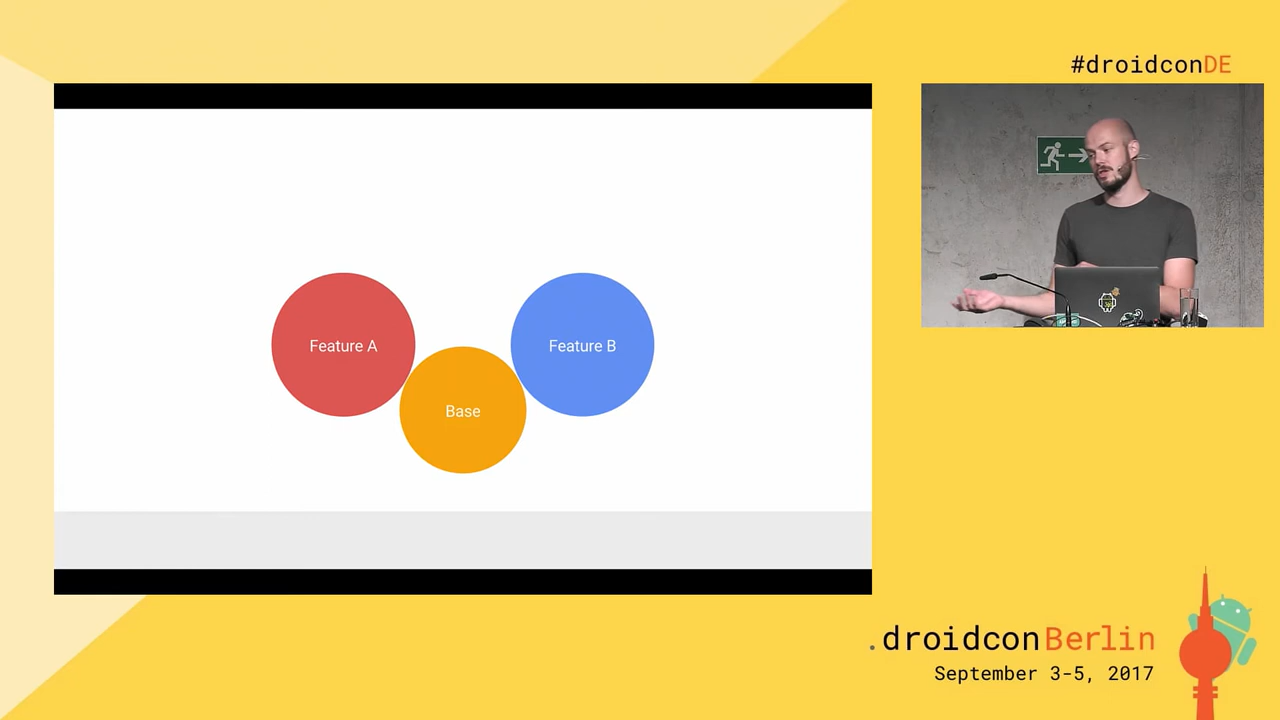 #droidconDE
Feature A
Feature B
Base
.droidconBerlin
September 3-5, 2017